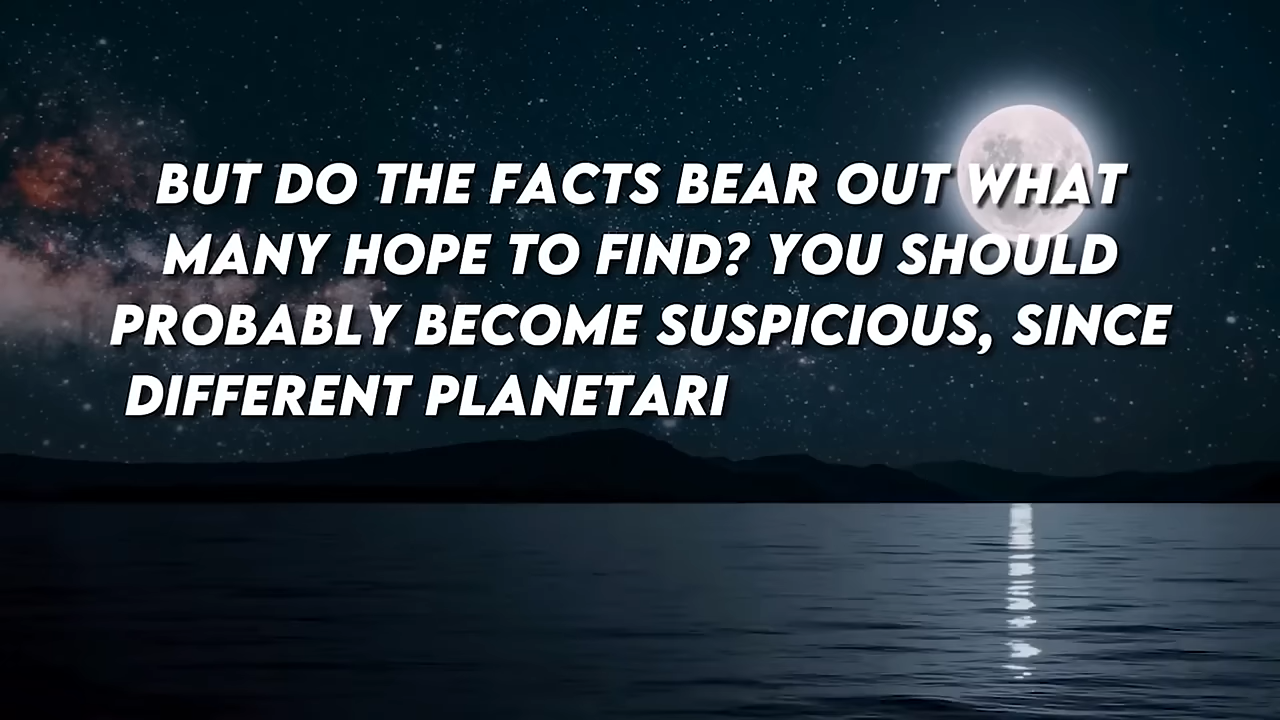 BUT DO THE FACTS BEAR OUT WHAT
MANY HOPE TO FIND? YOU SHOULD
PROBABLY BECOME SUSPICIOUS, SINCE
DIFFERENT PLANETARI